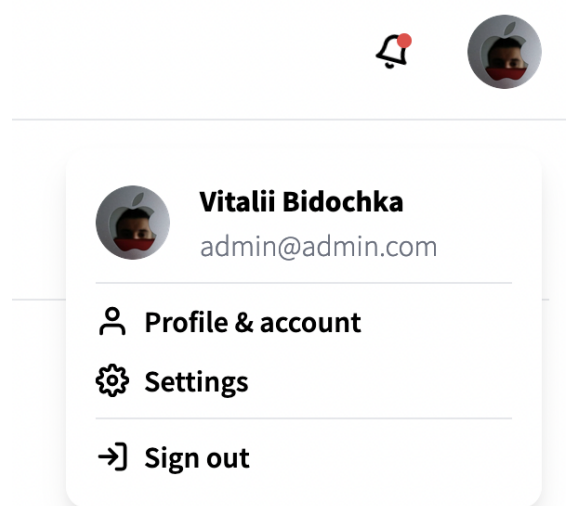 Vitalii Bidochka
admin@admin.com
Profile & account
Settings
Sign out